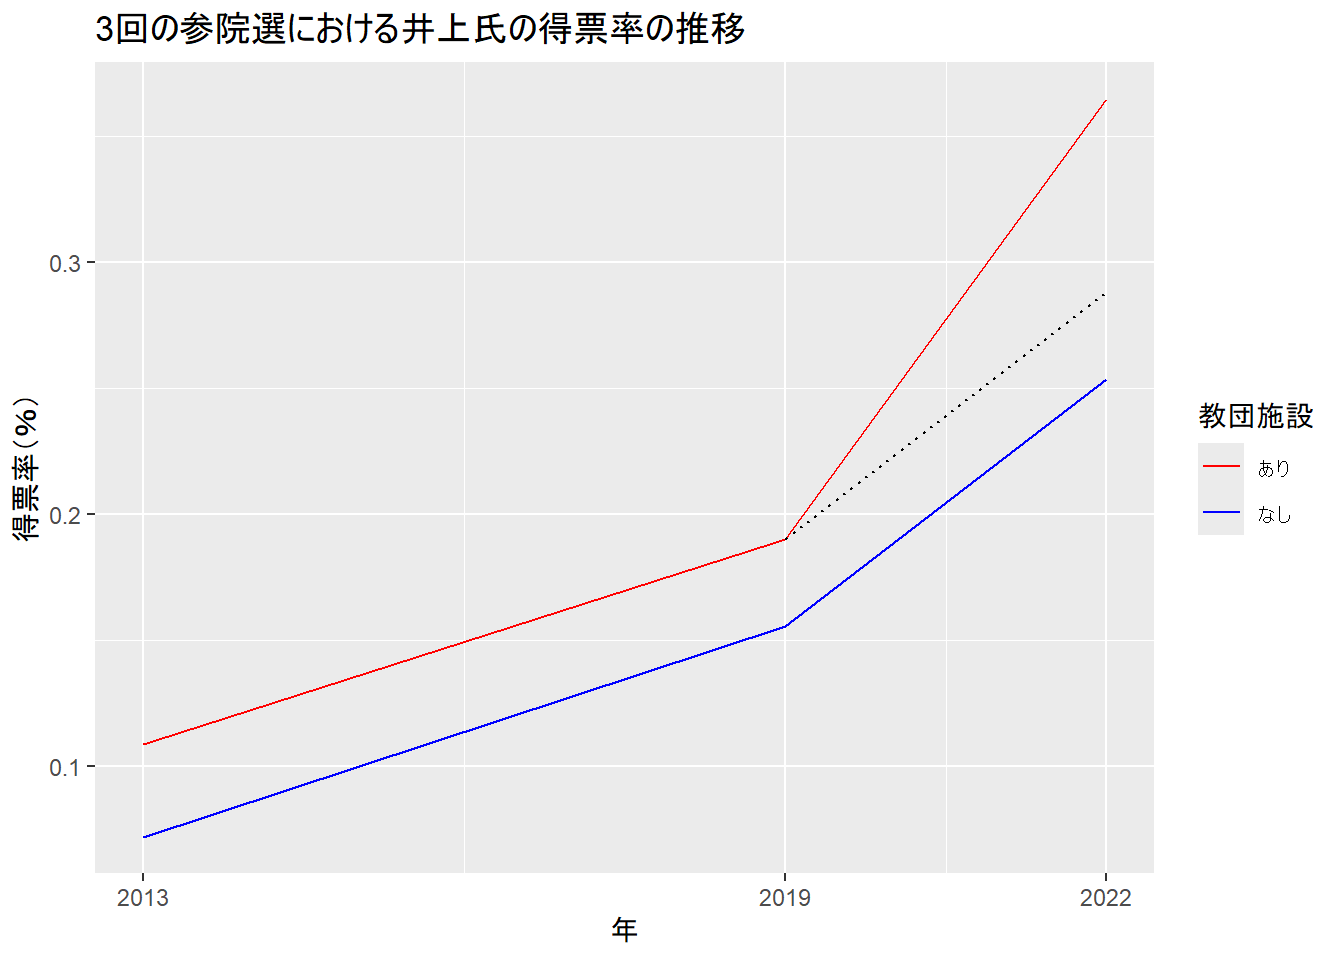 3回の参院選における井上氏の得票率の推移
得票率(%)
0.3
0.2
0.1
2013
2019
2022
年
教団施設
あり
なし